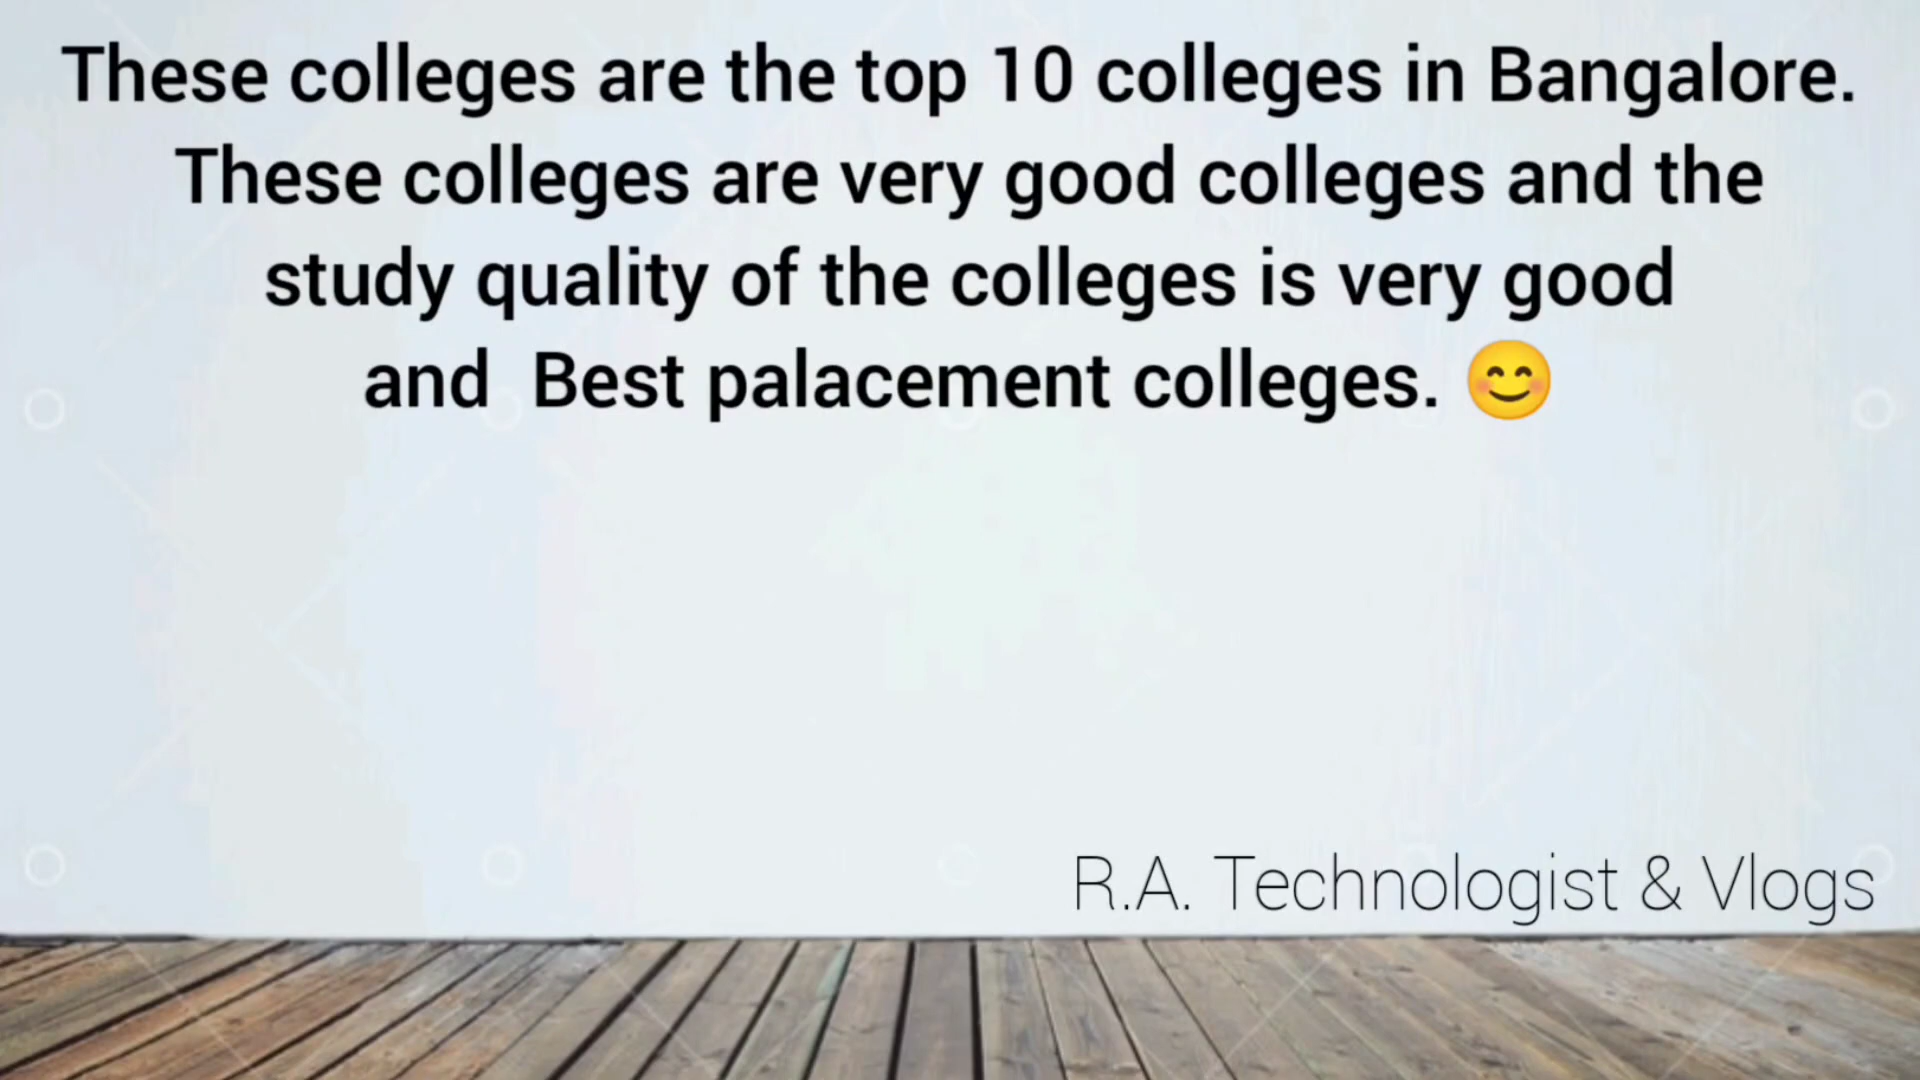 These colleges are the top 10 colleges in Bangalore.
These colleges are very good colleges and the
study quality of the colleges is very good
and  Best palacement colleges. 😊
R.A. Technologist & Vlogs